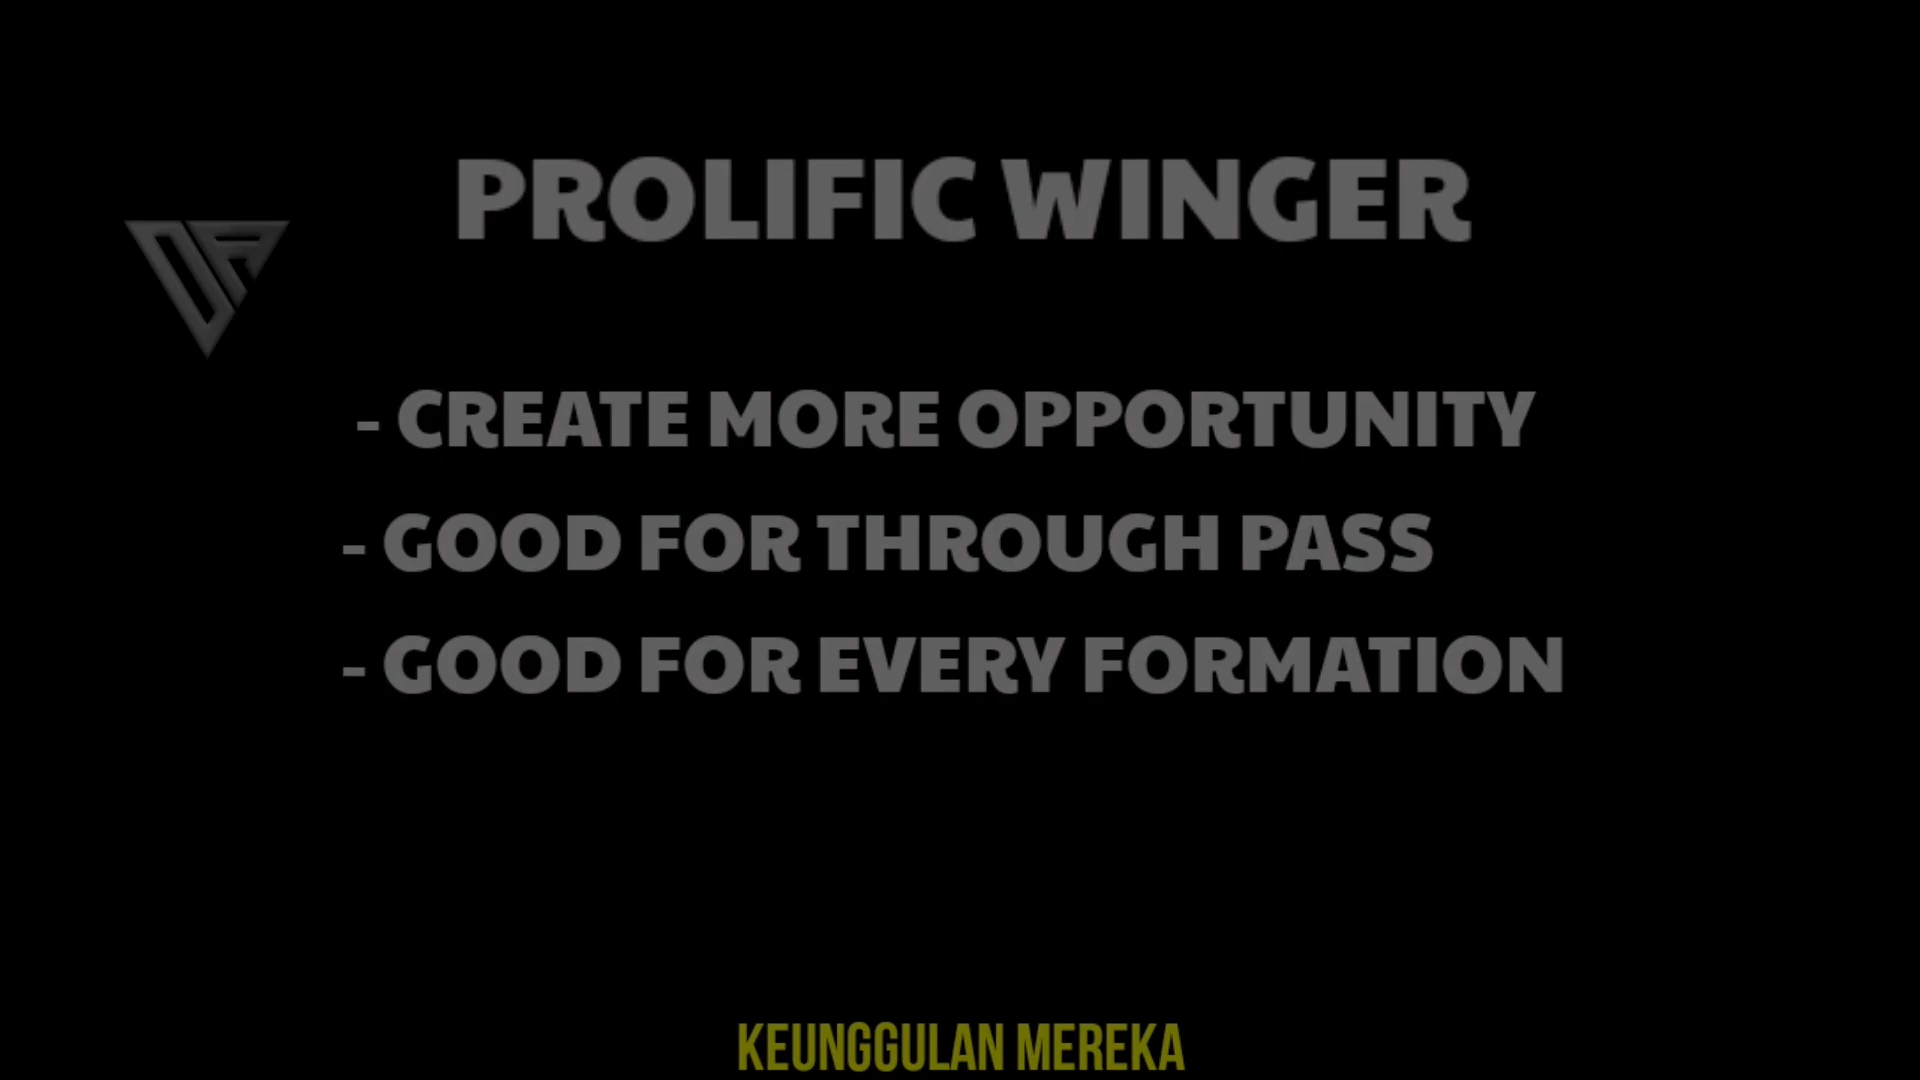 PROLIFIC WINGER
- CREATE MORE OPPORTUNITY
- GOOD FOR THROUGH PASS
- GOOD FOR EVERY FORMATION
KEUNGGULAN MEREKA